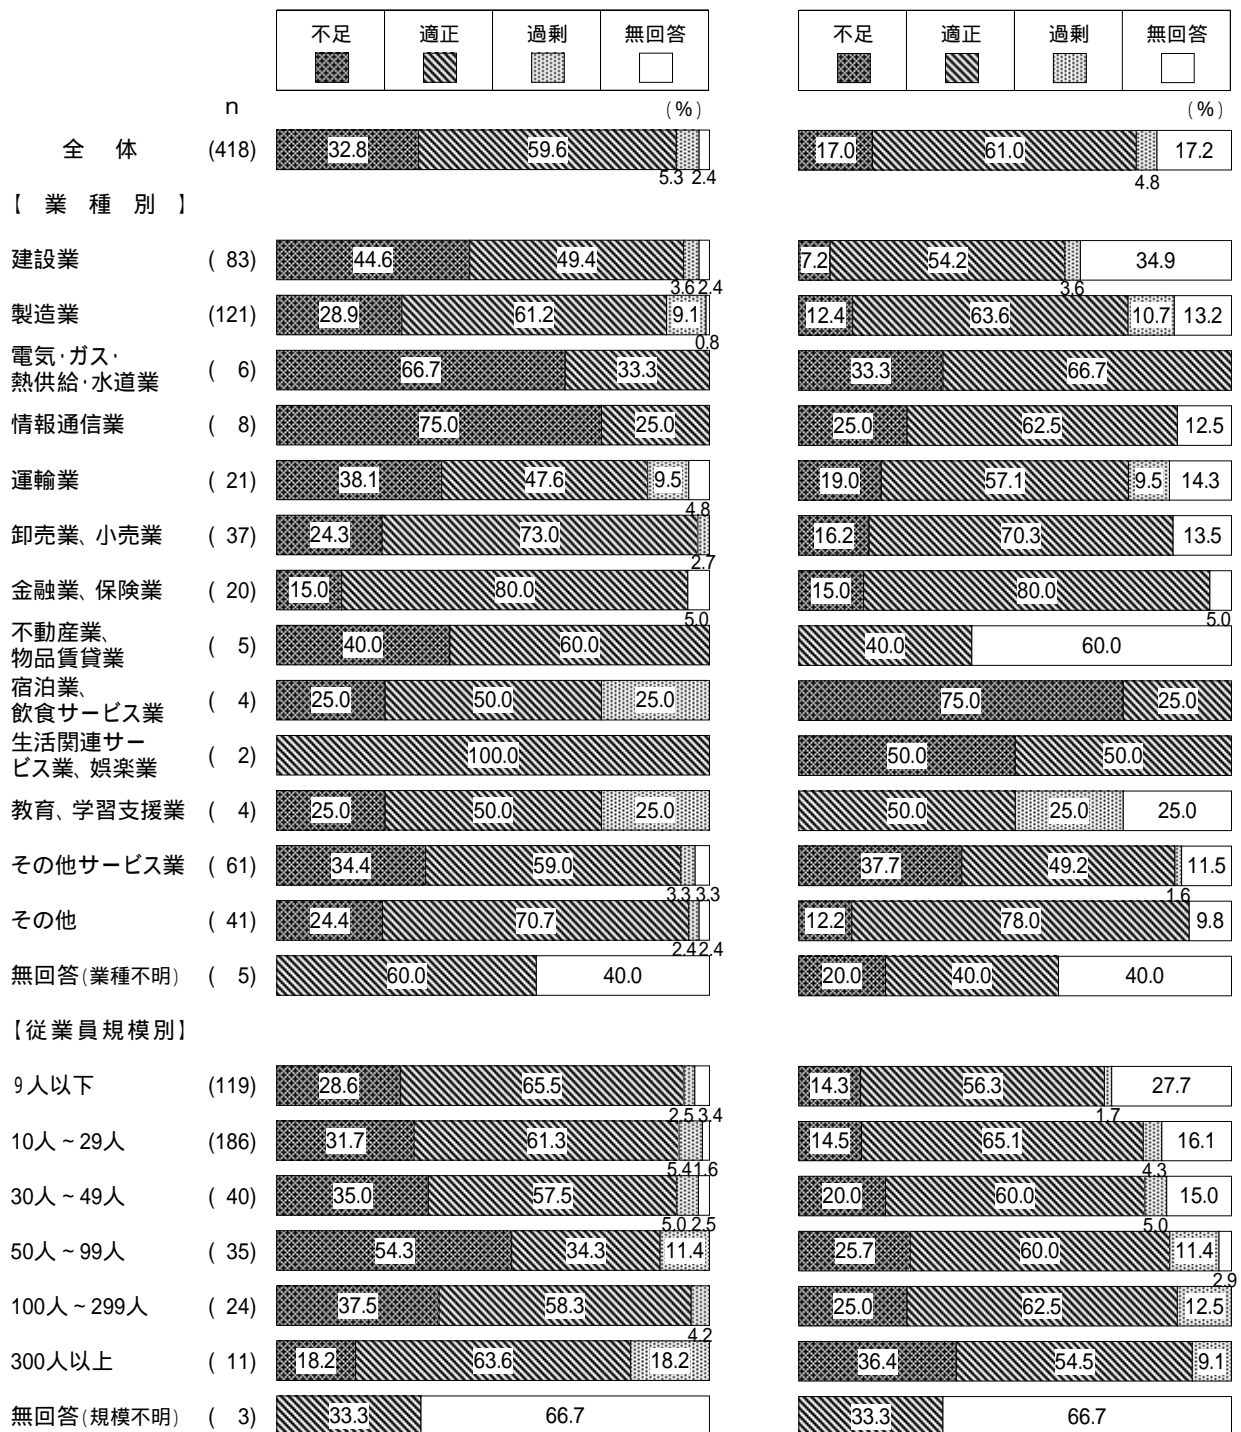 不足 適正 過剰 無回答 不足 適正 過剰 無回答
n (%) (%)
全 体 (418) 32.8 59.6 5.3 2.4 17.0 61.0 4.8 17.2
【 業 種 別 】
建設業 ( 83) 44.6 49.4 3.6 2.4 7.2 54.2 3.6 34.9
製造業 (121) 28.9 61.2 9.1 0.8 12.4 63.6 10.7 13.2
電気・ガス・
熱供給・水道業 ( 6) 66.7 33.3 33.3 66.7
情報通信業 ( 8) 75.0 25.0 25.0 62.5 12.5
運輸業 ( 21) 38.1 47.6 9.5 4.8 19.0 57.1 9.5 14.3
卸売業、小売業 ( 37) 24.3 73.0 2.7 16.2 70.3 13.5
金融業、保険業 ( 20) 15.0 80.0 5.0 15.0 80.0 5.0
不動産業、
物品賃貸業 ( 5) 40.0 60.0 40.0 60.0
宿泊業、
飲食サービス業 ( 4) 25.0 50.0 25.0 75.0 25.0
生活関連サー
ビス業、娯楽業 ( 2) 100.0 50.0 50.0
教育、学習支援業 ( 4) 25.0 50.0 25.0 50.0 25.0 25.0
その他サービス業 ( 61) 34.4 59.0 3.3 3.3 37.7 49.2 1.6 11.5
その他 ( 41) 24.4 70.7 2.4 2.4 12.2 78.0 9.8
無回答(業種不明) ( 5) 60.0 40.0 20.0 40.0 40.0
【従業員規模別】
9人以下 (119) 28.6 65.5 2.5 3.4 14.3 56.3 1.7 27.7
10人~29人 (186) 31.7 61.3 5.4 1.6 14.5 65.1 4.3 16.1
30人~49人 ( 40) 35.0 57.5 5.0 2.5 20.0 60.0 5.0 15.0
50人~99人 ( 35) 54.3 34.3 11.4 25.7 60.0 11.4 2.9
100人~299人 ( 24) 37.5 58.3 4.2 25.0 62.5 12.5
300人以上 ( 11) 18.2 63.6 18.2 36.4 54.5 9.1
無回答(規模不明) ( 3) 33.3 66.7 33.3 66.7